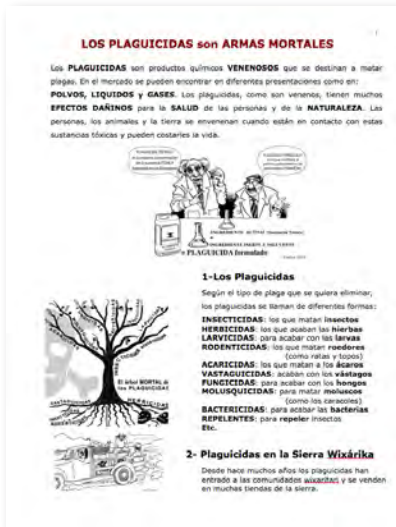 LOS PLAGUICIDAS son ARMAS MORTALES
Los PLAGUICIDAS son productos químicos VENENOSOS que se destinan a matar
plagas. En el mercado se pueden encontrar en diferentes presentaciones como en:
POLVOS, LIQUIDOS y GASES. Los plaguicidas, como son venenos, tienen muchos
EFECTOS DAÑINOS para la SALUD de las personas y de la NATURALEZA. Las
personas, los animales y la tierra se envenenan cuando están en contacto con estas
sustancias tóxicas y pueden costarles la vida.
INGREDIENTE ACTIVO
+
INGREDIENTE INERTE
= PLAGUICIDA formulado
1-Los Plaguicidas
Según el tipo de plaga que se quiera eliminar,
los plaguicidas se llaman de diferentes formas:
INSECTICIDAS: los que matan insectos
HERBICIDAS: los que acaban las hierbas
LARVICIDAS: para acabar con las larvas
RODENTICIDAS: los que matan roedores
(como ratas y topos)
ACARICIDAS: los que matan a los ácaros
VASTAGUICIDAS: acaban con los vástagos
FUNGICIDAS: para acabar con los hongos
MOLUSQUICIDAS: para matar moluscos
(como los caracoles)
BACTERICIDAS: para acabar las bacterias
REPELENTES: para repeler insectos
Etc.
El árbol MORTAL de
los PLAGUICIDAS
HERBICIDAS
2- Plaguicidas en la Sierra Wixárika
Desde hace muchos años los plaguicidas han
entrado a las comunidades wixaritari y se venden
en muchas tiendas de la sierra.